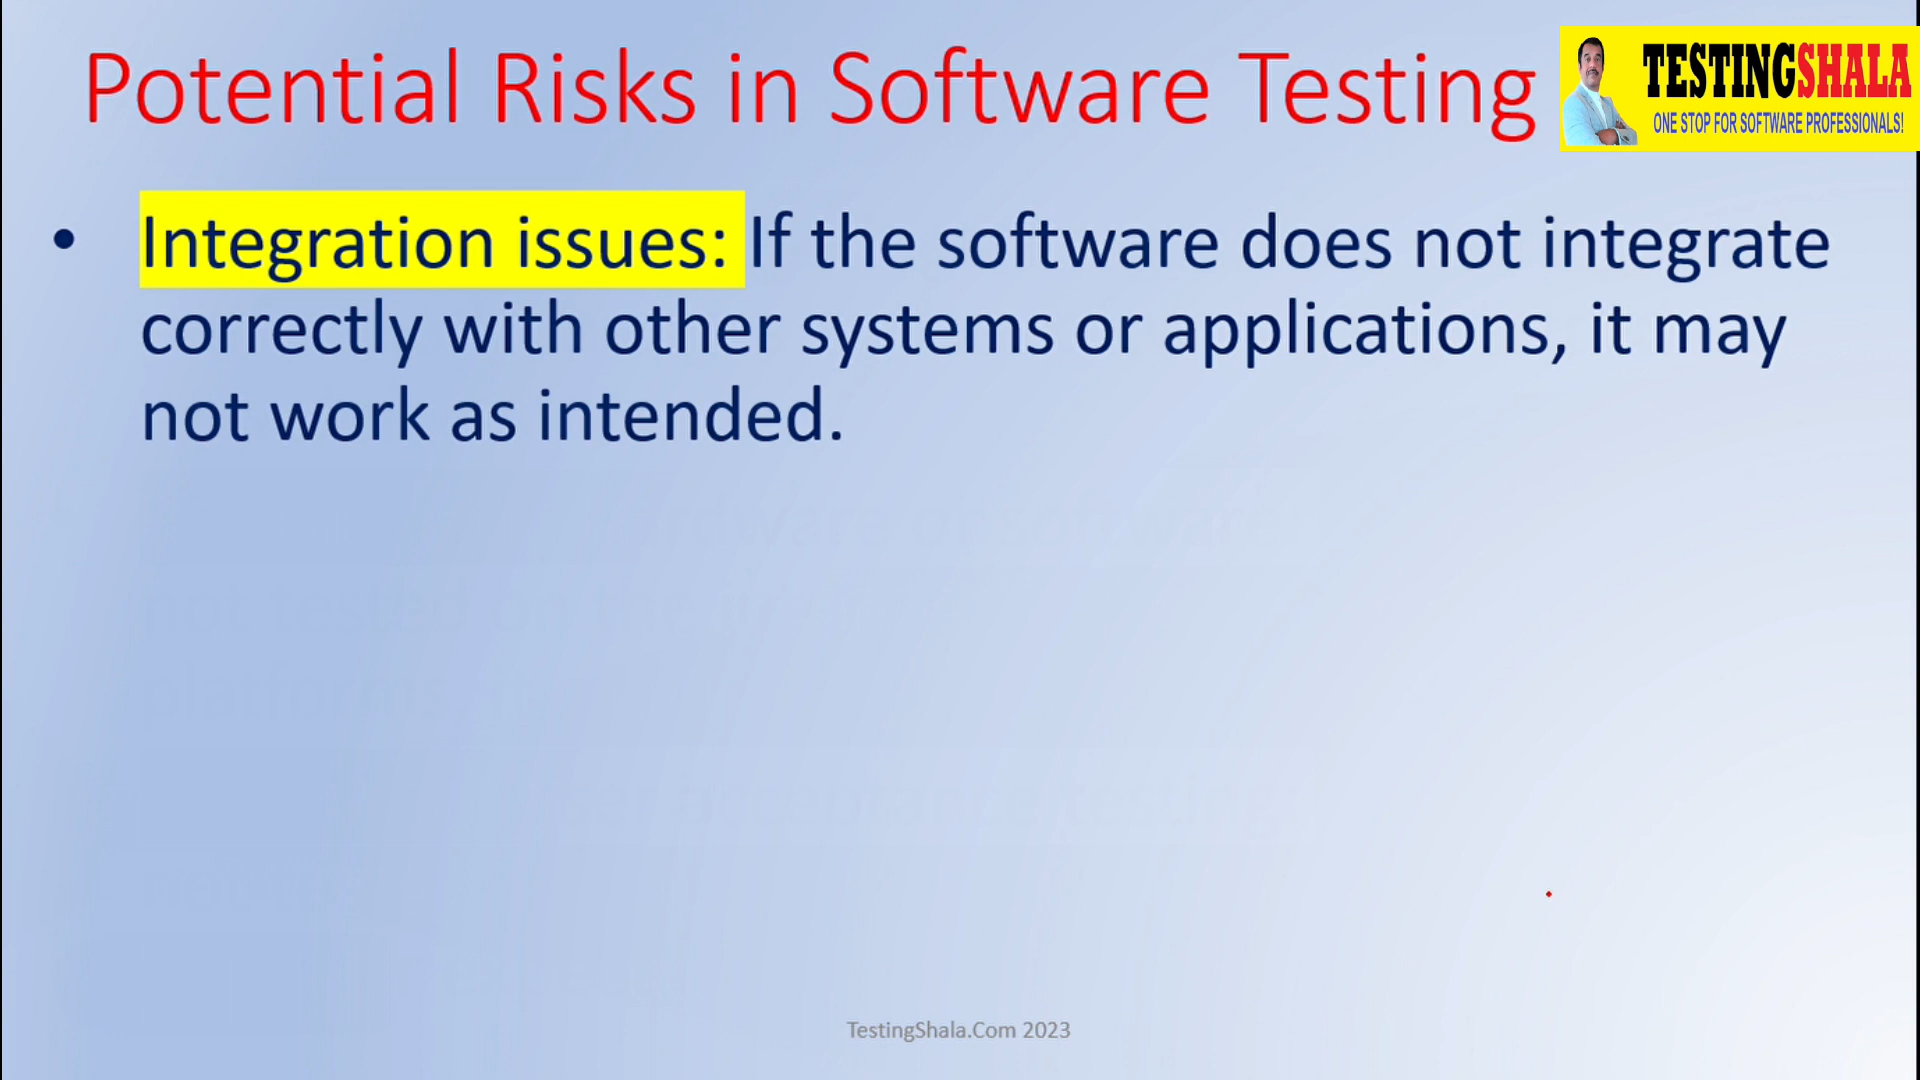 Potential Risks in Software Testing
TESTINGSHALA
ONE STOP FOR SOFTWARE PROFESSIONALS!
• Integration issues: If the software does not integrate
correctly with other systems or applications, it may
not work as intended.
TestingShala.Com 2023